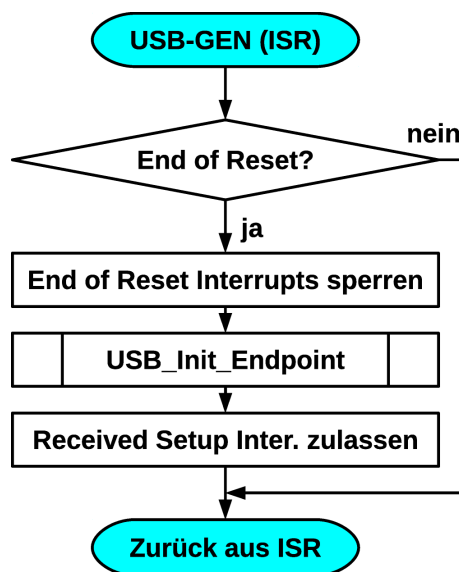 USB-GEN (ISR)
nein
End of Reset?
ja
End of Reset Interrupts sperren
USB_Init_Endpoint
Received Setup Inter. zulassen
Zurück aus ISR